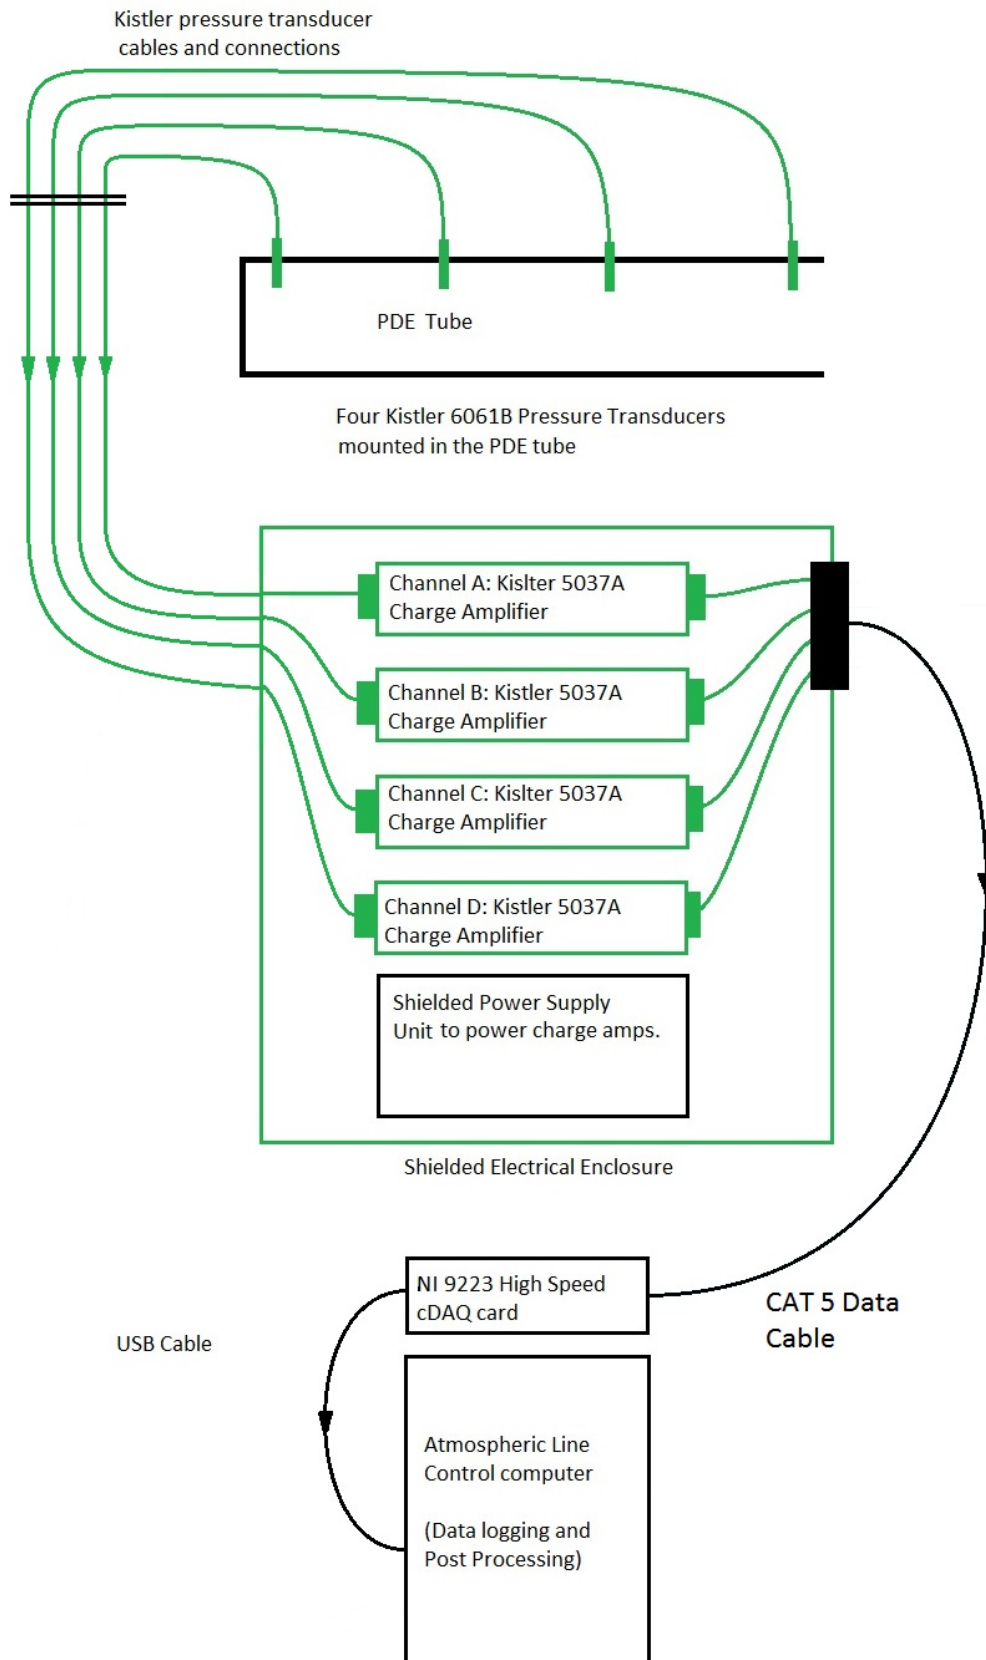 Kistler pressure transducer
cables and connections
PDE Tube
Four Kistler 6061B Pressure Transducers
mounted in the PDE tube
Channel A: Kislter 5037A
Charge Amplifier
Channel B: Kistler 5037A
Charge Amplifier
Channel C: Kislter 5037A
Charge Amplifier
Channel D: Kistler 5037A
Charge Amplifier
Shielded Power Supply
Unit to power charge amps.
Shielded Electrical Enclosure
NI 9223 High Speed
cDAQ card
CAT 5 Data
Cable
USB Cable
Atmospheric Line
Control computer
(Data logging and
Post Processing)